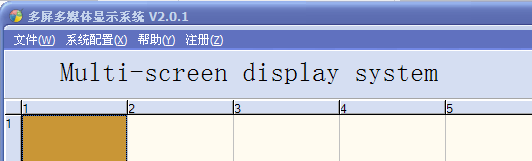 多屏多媒体显示系统 V2.0.1
文件(W) 系统配置(X) 帮助(Y) 注册(Z)
Multi-screen display system
1 2 3 4 5
1